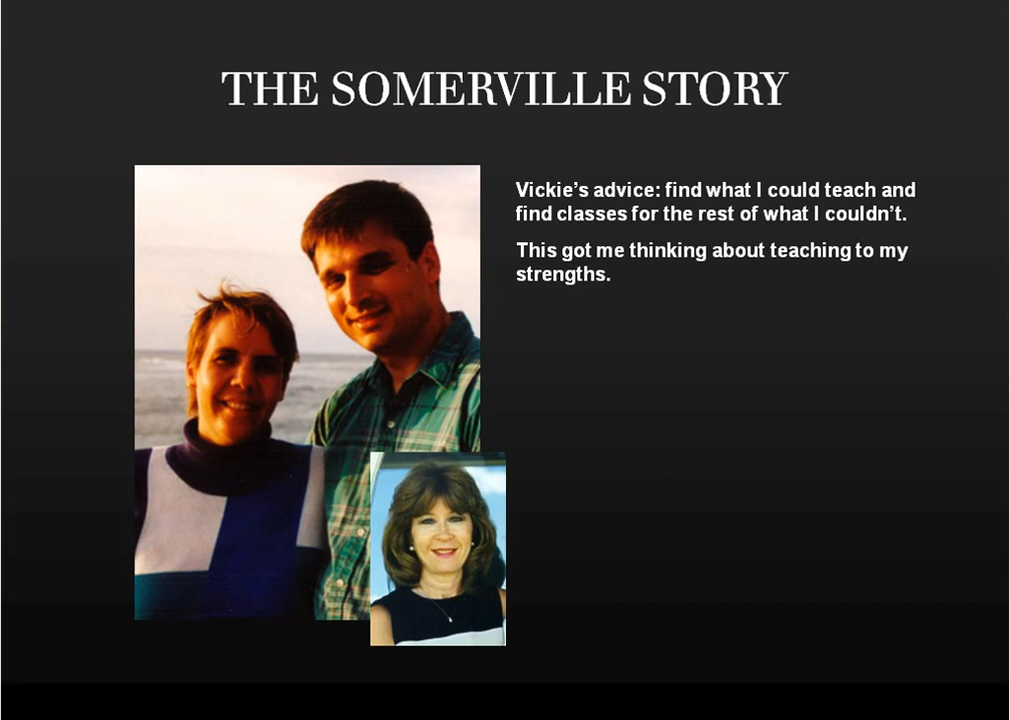 THE SOMERVILLE STORY
Vickie’s advice: find what I could teach and
find classes for the rest of what I couldn’t.
This got me thinking about teaching to my
strengths.